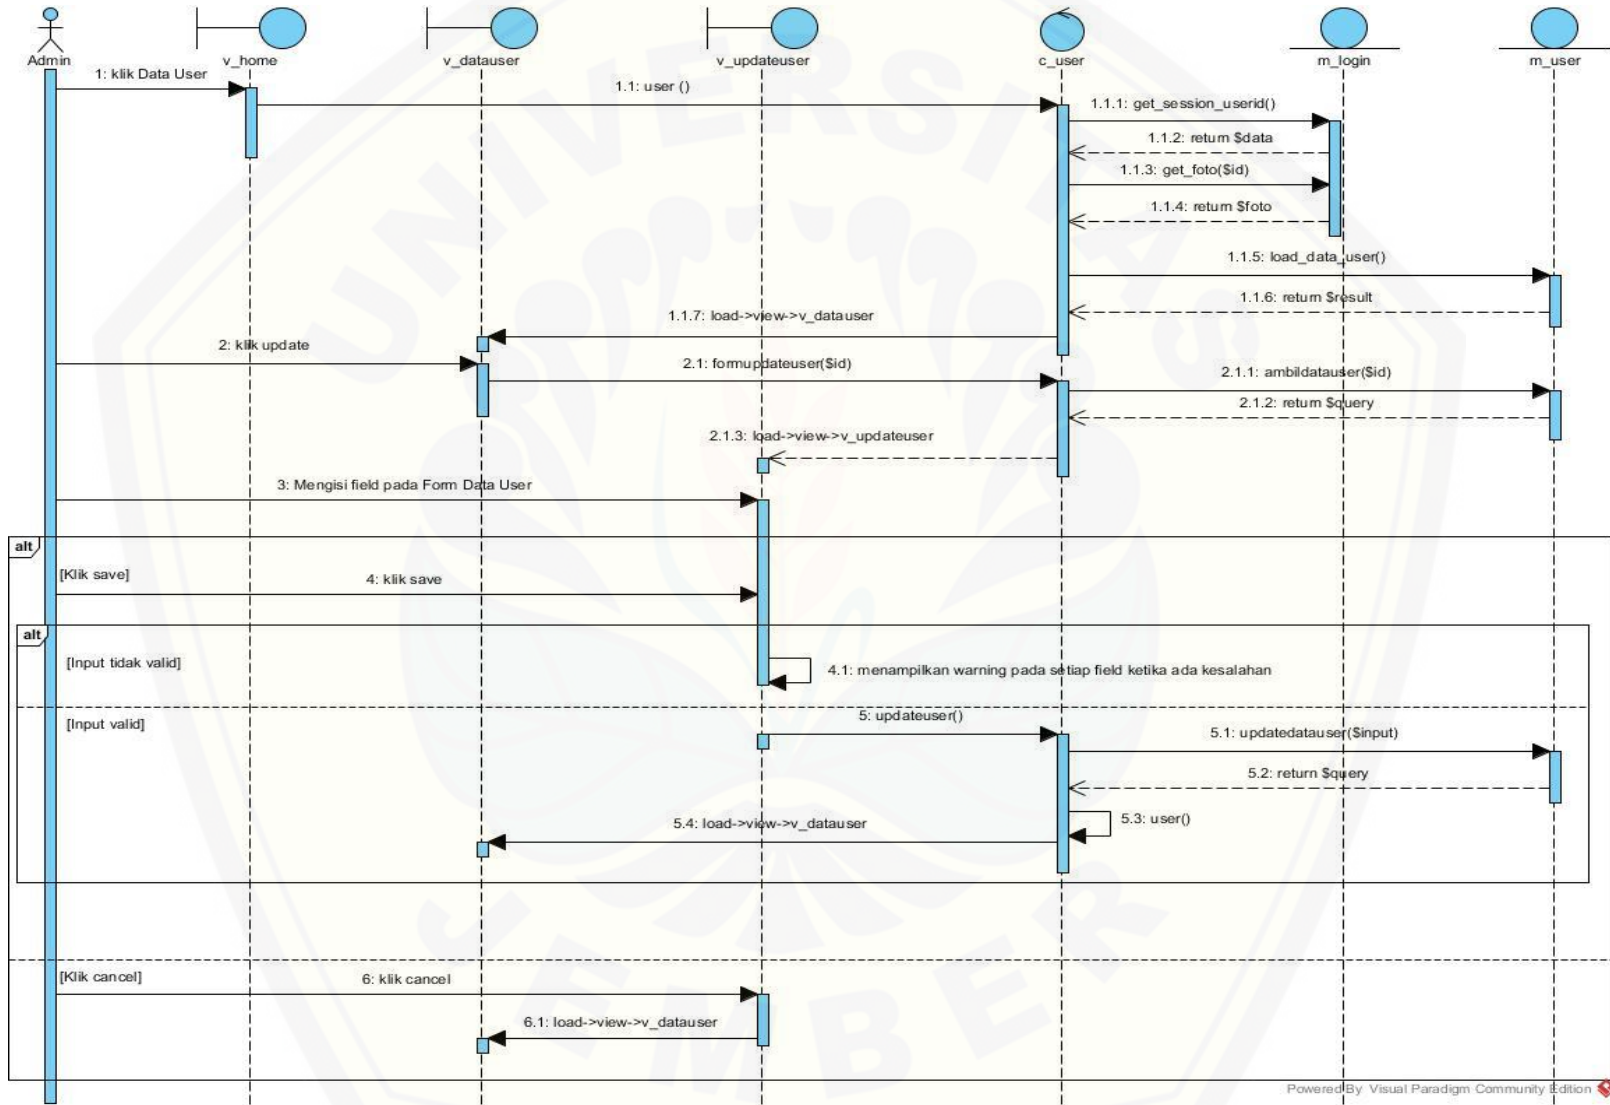 UNIVERSITAS
Admin
v_home
v_datauser
v_updateuser
c_user
m_login
m_user
1: klik Data User
1.1: user ()
1.1.1: get_session_userid()
1.1.2: return $data
1.1.3: get_foto($id)
1.1.4: return $foto
1.1.5: load_data_user()
1.1.6: return $result
1.1.7: load->view->v_datauser
2: klik update
2.1: formupdateuser($id)
2.1.1: ambildatauser($id)
2.1.2: return $query
2.1.3: load->view->v_updateuser
3: Mengisi field pada Form Data User
alt
[Klik save]
4: klik save
alt
[Input tidak valid]
4.1: menampilkan warning pada setiap field ketika ada kesalahan
[Input valid]
5: updateuser()
5.1: updatedatauser($input)
5.2: return $query
5.3: user()
5.4: load->view->v_datauser
[Klik cancel]
6: klik cancel
6.1: load->view->v_datauser
JEMBER
Powered By Visual Paradigm Community Edition